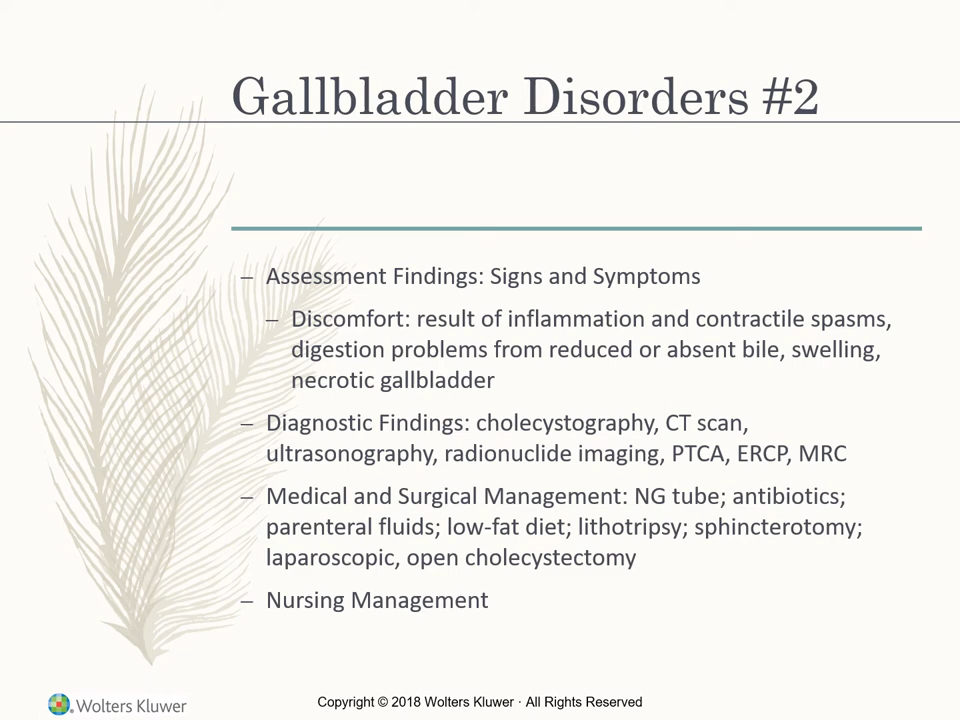 Gallbladder Disorders #2
– Assessment Findings: Signs and Symptoms
– Discomfort: result of inflammation and contractile spasms,
digestion problems from reduced or absent bile, swelling,
necrotic gallbladder
– Diagnostic Findings: cholecystography, CT scan,
ultrasonography, radionuclide imaging, PTCA, ERCP, MRC
– Medical and Surgical Management: NG tube; antibiotics;
parenteral fluids; low-fat diet; lithotripsy; sphincterotomy;
laparoscopic, open cholecystectomy
– Nursing Management
Wolters Kluwer
Copyright © 2018 Wolters Kluwer · All Rights Reserved